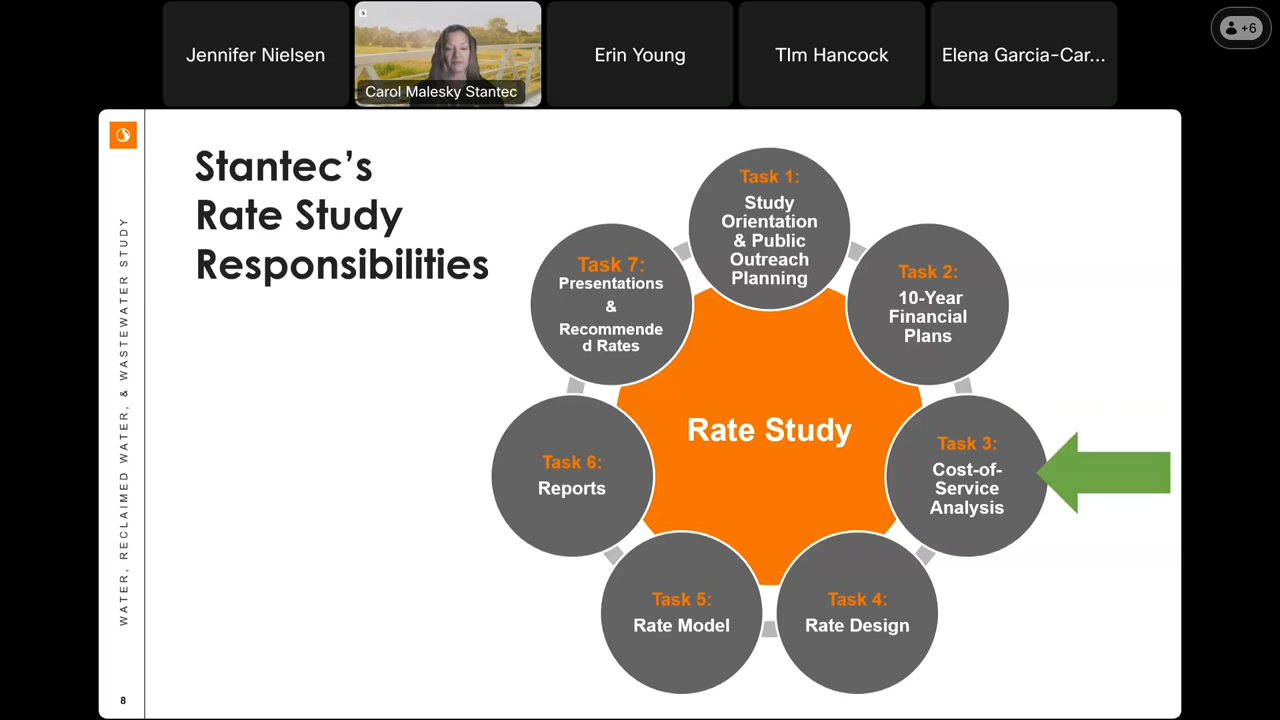 Jennifer Nielsen
Carol Malesky Stantec
Erin Young
TIm Hancock
Elena Garcia-Car...
+6
Stantec’s
Rate Study
Responsibilities
WATER, RECLAIMED WATER, & WASTEWATER STUDY
Task 1:
Study
Orientation
& Public
Outreach
Planning
Task 2:
10-Year
Financial
Plans
Task 3:
Cost-of-
Service
Analysis
Task 4:
Rate Design
Task 5:
Rate Model
Task 6:
Reports
Task 7:
Presentations
&
Recommende
d Rates
Rate Study
8